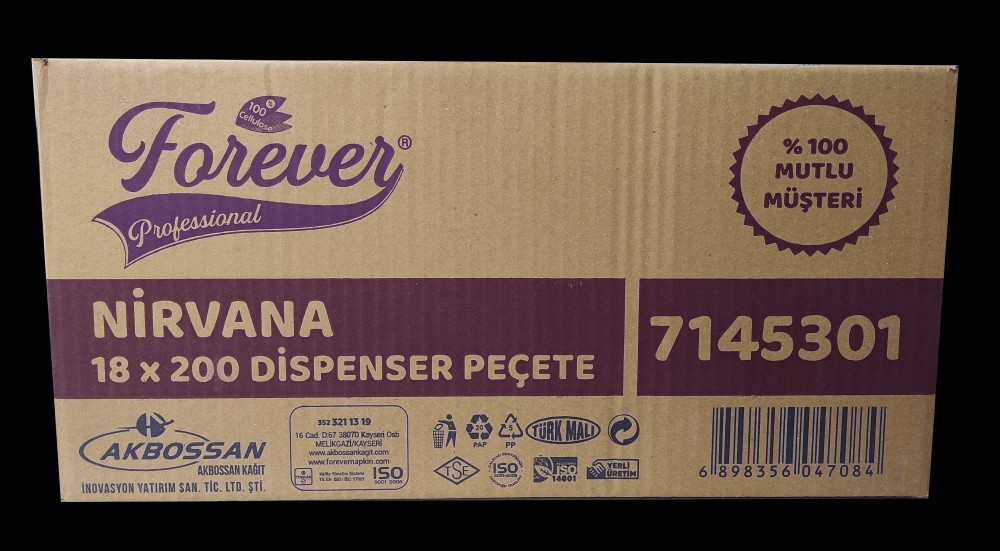 100 %
Cellulose
Forever®
Professional
% 100
MUTLU
MÜŞTERİ
NİRVANA
18 x 200 DİSPENSER PEÇETE
7145301
AKBOSSAN
AKBOSSAN KAĞIT
İNOVASYON YATIRIM SAN. TİC. LTD. ŞTİ.
352 321 13 19
16 Cad. D:67 38070 Kayseri Osb
MELİKGAZİ/KAYSERİ
www.akbossankagit.com
www.forevernapkin.com
ISO
9001 2008
20
PAP
5
PP
TÜRK MALI
TSE
ISO
ISO
14001
YERLİ
ÜRETİM
6 898356 047084